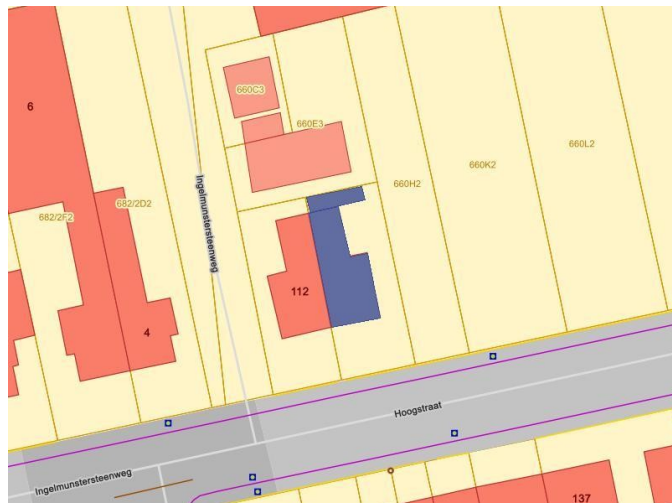 660C3
6
660E3
660L2
660K2
660H2
Ingelmunstersteenweg
682/2D2
682/2F2
112
4
Hoogstraat
Ingelmunstersteenweg
137